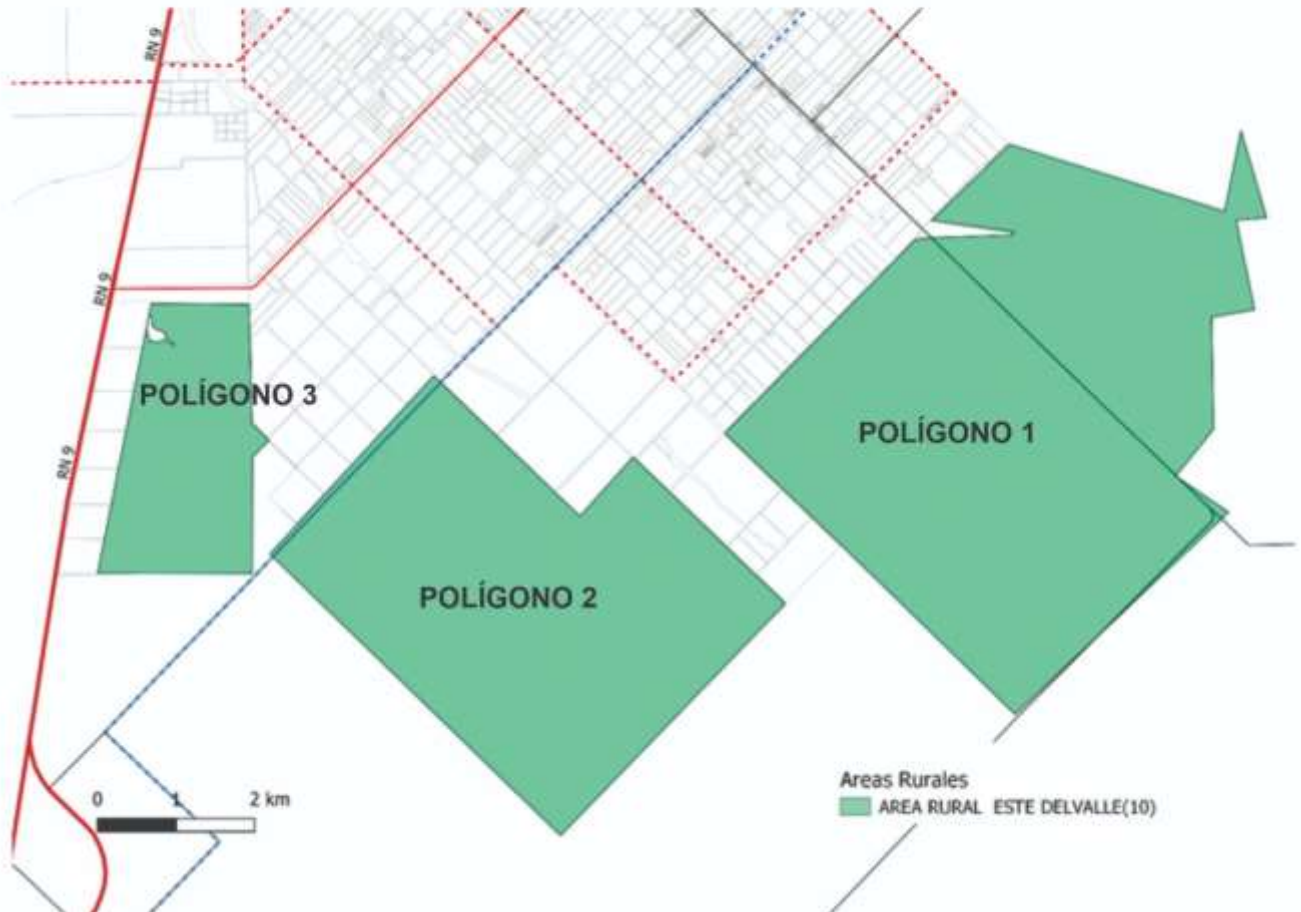 RN 9
RN 9
POLÍGONO 3
POLÍGONO 1
RN 9
POLÍGONO 2
Areas Rurales
0 1 2 km
AREA RURAL ESTE DELVALLE(10)